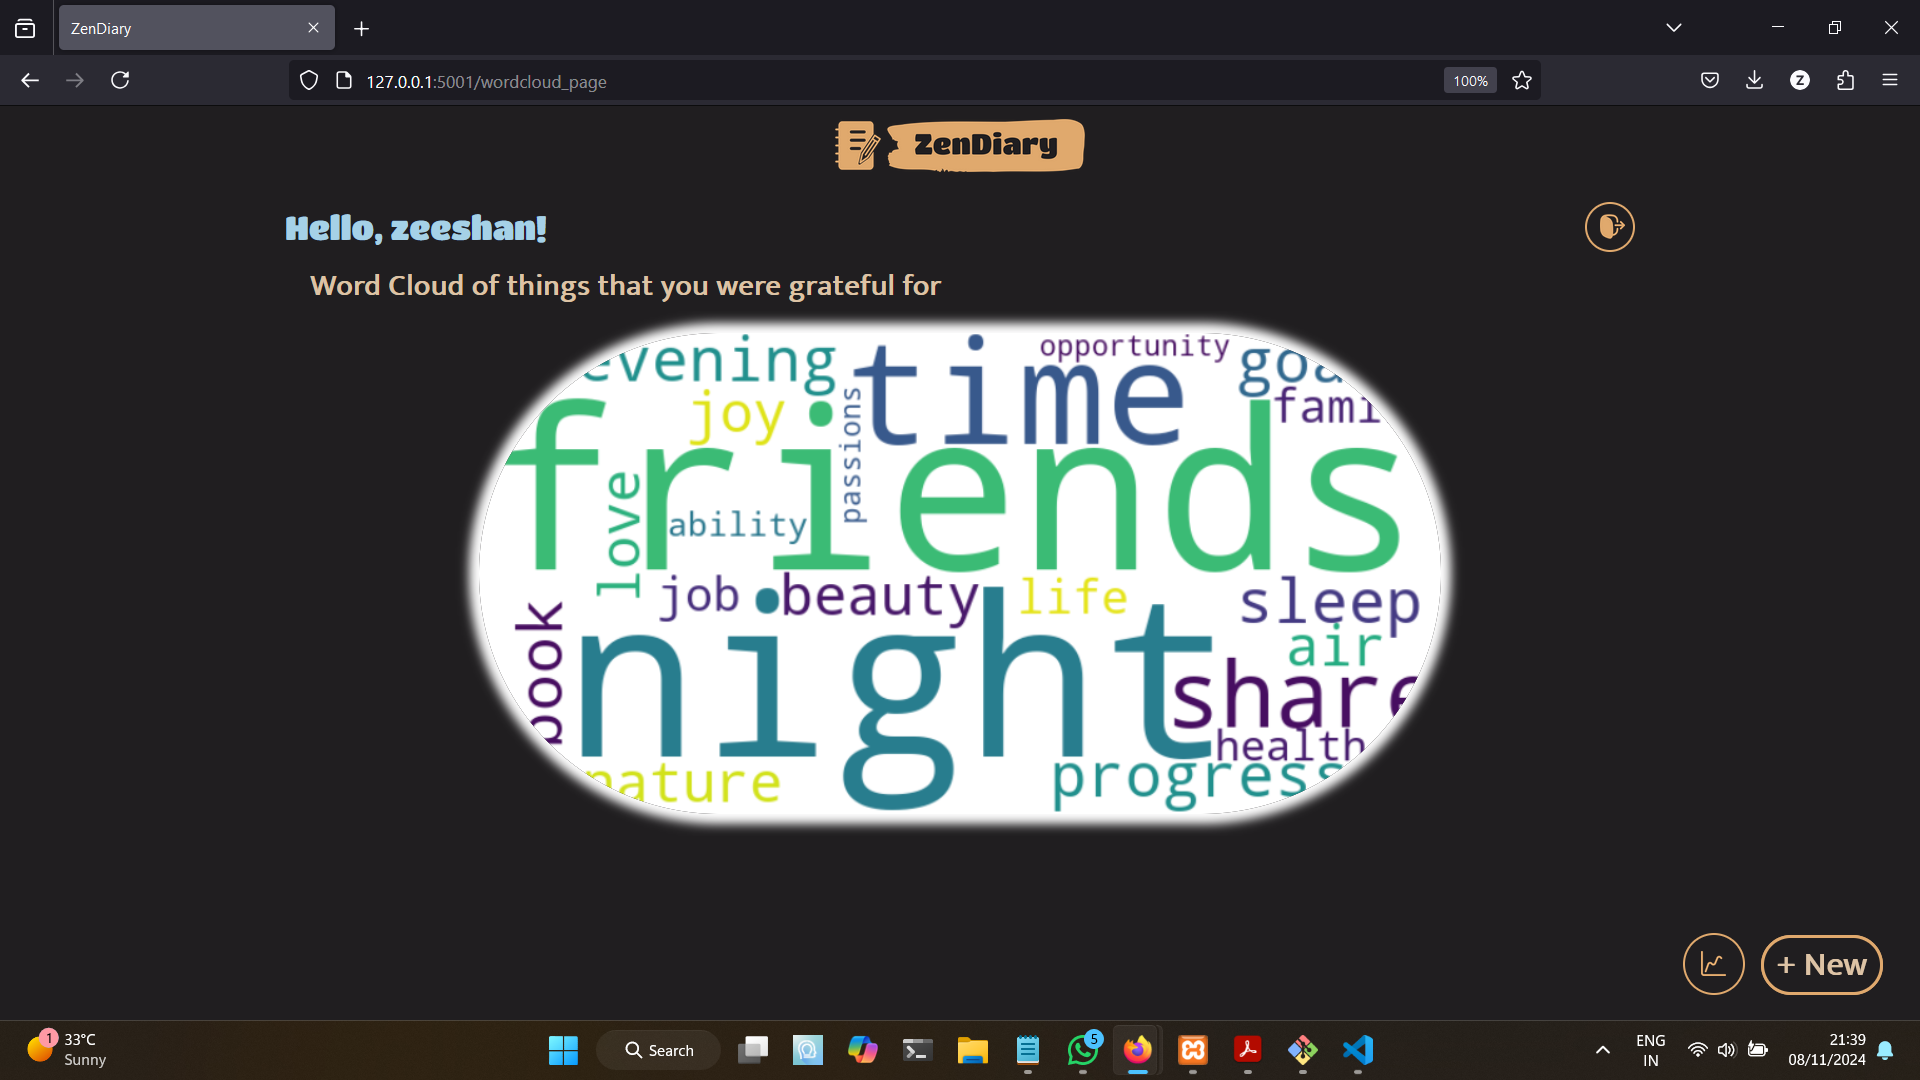 ZenDiary
127.0.0.1:5001/wordcloud_page
100%
Z
ZenDiary
Hello, zeeshan!
Word Cloud of things that you were grateful for
evening
time
opportunity
goa
joy
passions
fami
friends
love
ability
job
beauty
life
sleep
book
night
air
share
health
nature
progress
+ New
1
33°C
Sunny
Search
5
ENG
IN
21:39
08/11/2024